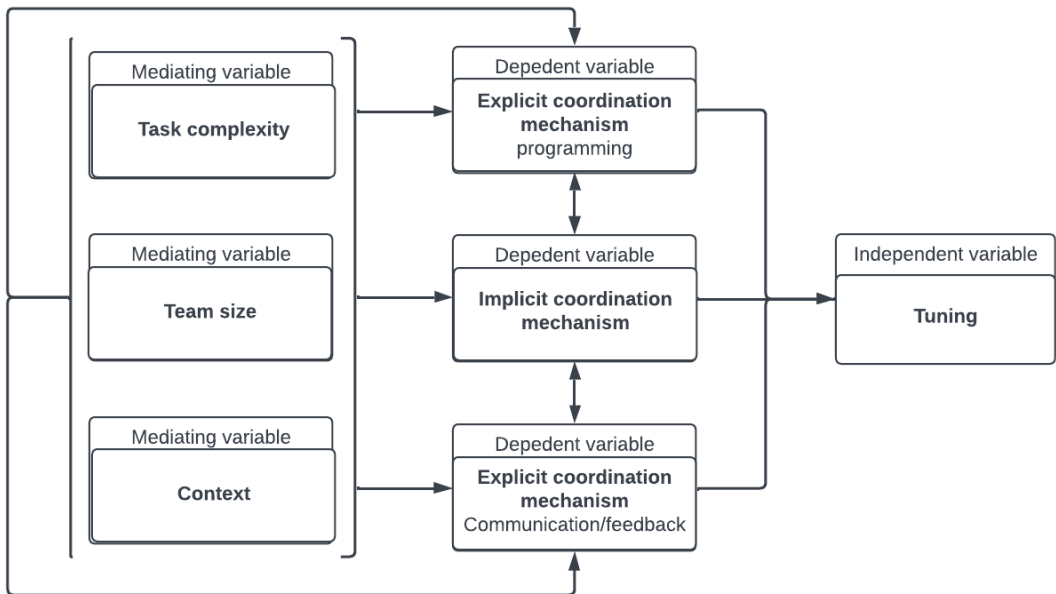 Mediating variable
Task complexity
Mediating variable
Team size
Mediating variable
Context
Depedent variable
Explicit coordination
mechanism
programming
Dependent variable
Implicit coordination
mechanism
Depedent variable
Explicit coordination
mechanism
Communication/feedback
Independent variable
Tuning